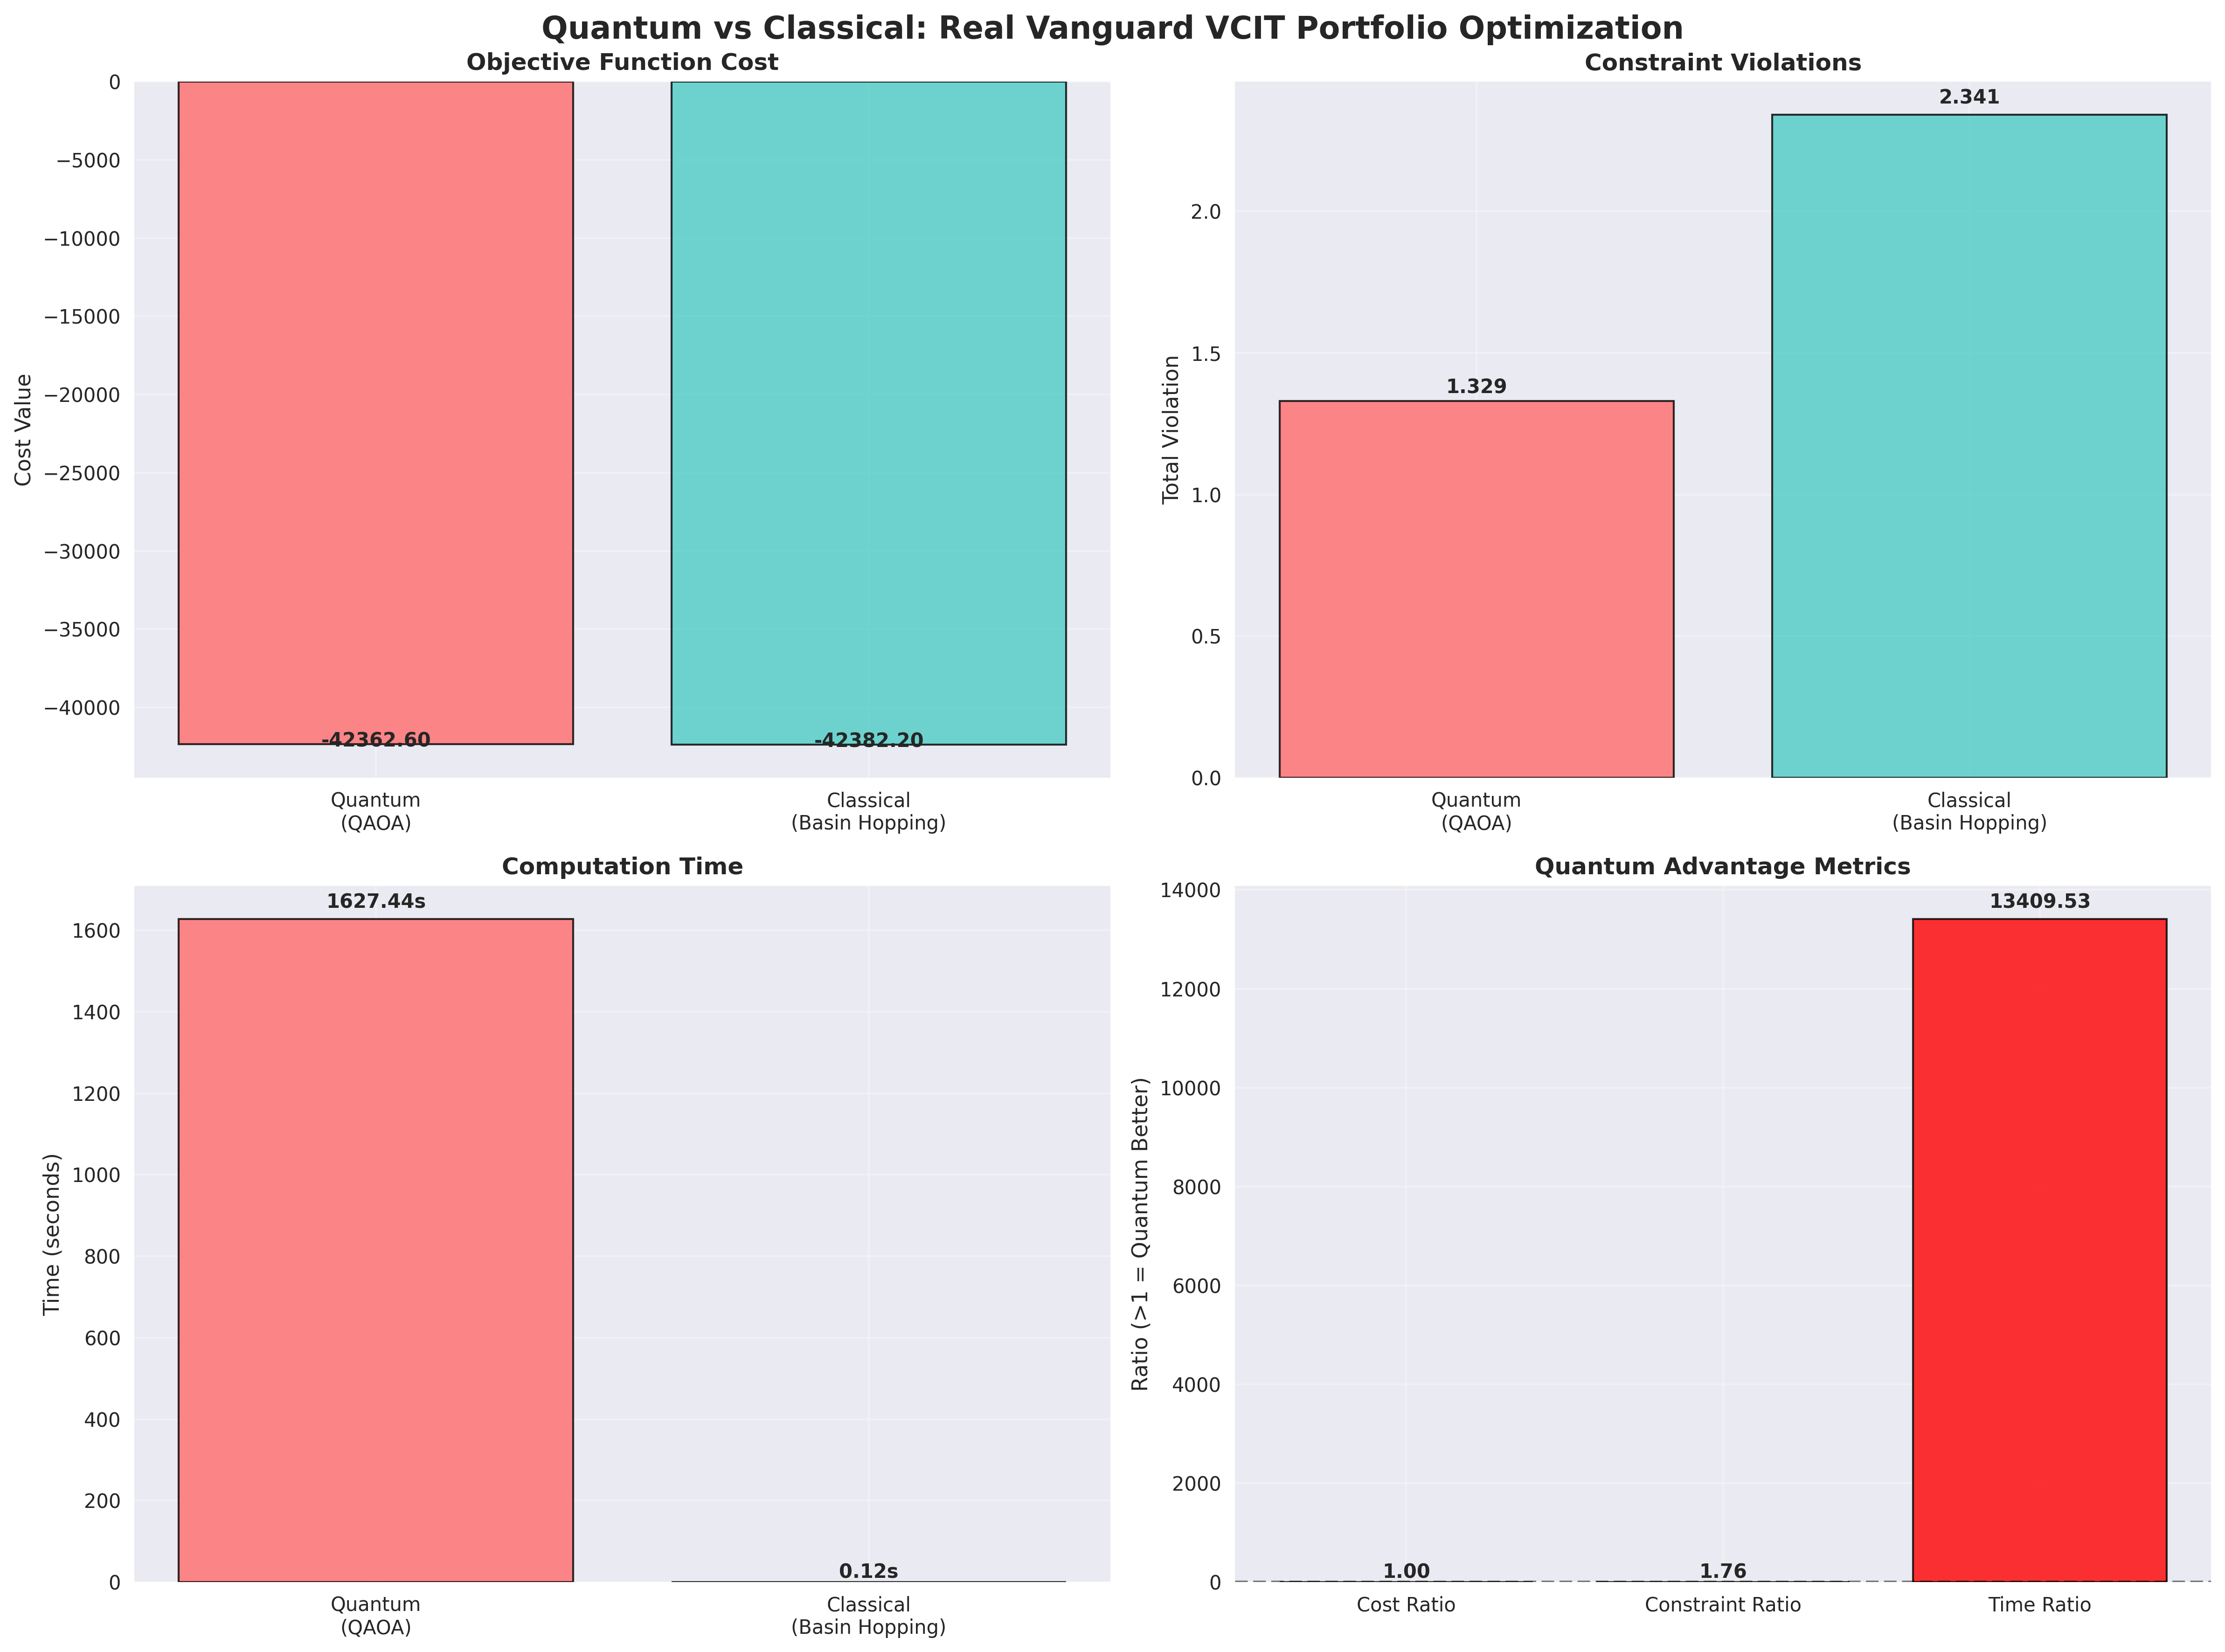 Quantum vs Classical: Real Vanguard VCIT Portfolio Optimization
Objective Function Cost
Cost Value
0
−5000
−10000
−15000
−20000
−25000
−30000
−35000
−40000
-42362.60
-42382.20
Quantum
(QAOA)
Classical
(Basin Hopping)
Constraint Violations
Total Violation
2.0
1.5
1.0
0.5
0.0
1.329
2.341
Quantum
(QAOA)
Classical
(Basin Hopping)
Computation Time
Time (seconds)
1600
1400
1200
1000
800
600
400
200
0
1627.44s
0.12s
Quantum
(QAOA)
Classical
(Basin Hopping)
Quantum Advantage Metrics
Ratio (>1 = Quantum Better)
14000
12000
10000
8000
6000
4000
2000
0
1.00
1.76
13409.53
Cost Ratio
Constraint Ratio
Time Ratio